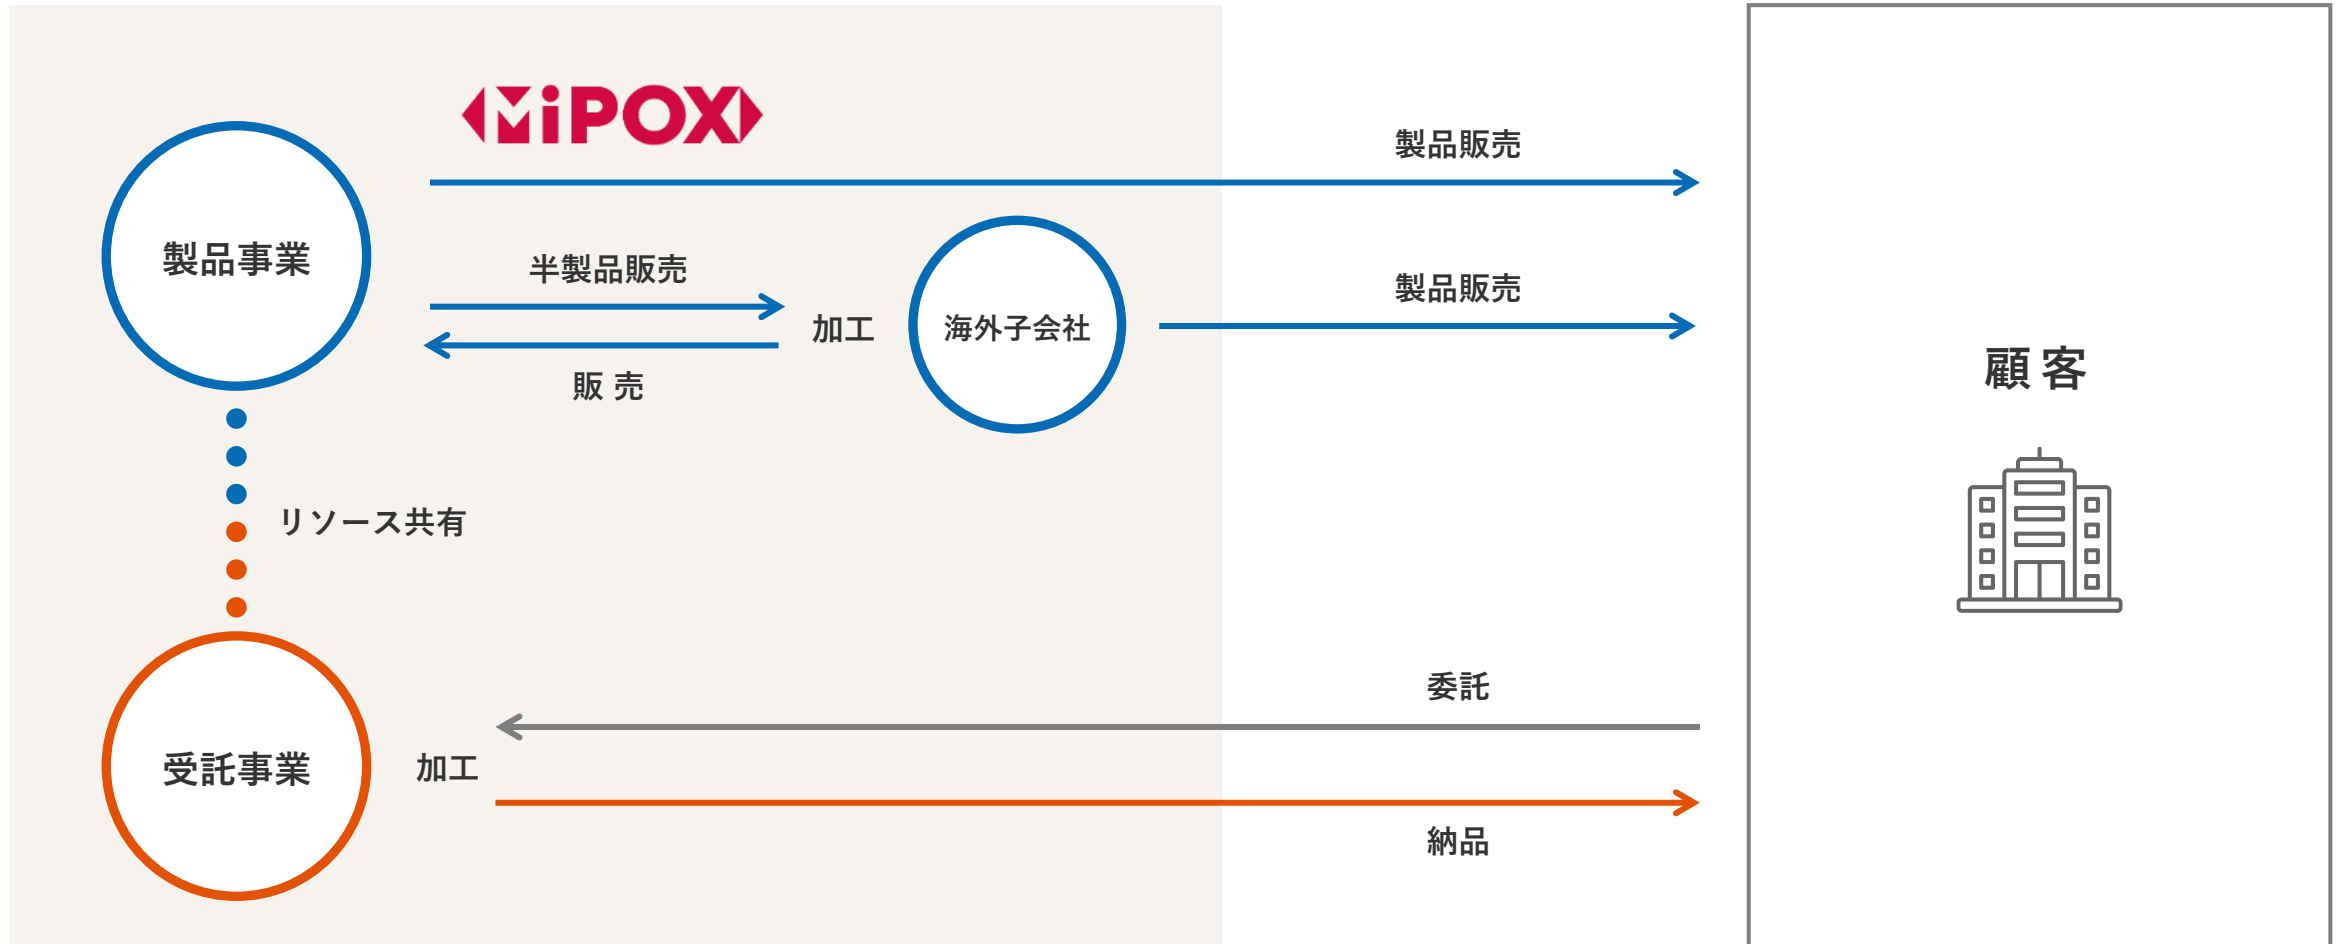 MiPOX
製品販売
製品事業
半製品販売
製品販売
加工
海外子会社
販 売
顧 客
リソース共有
委託
受託事業
加工
納品